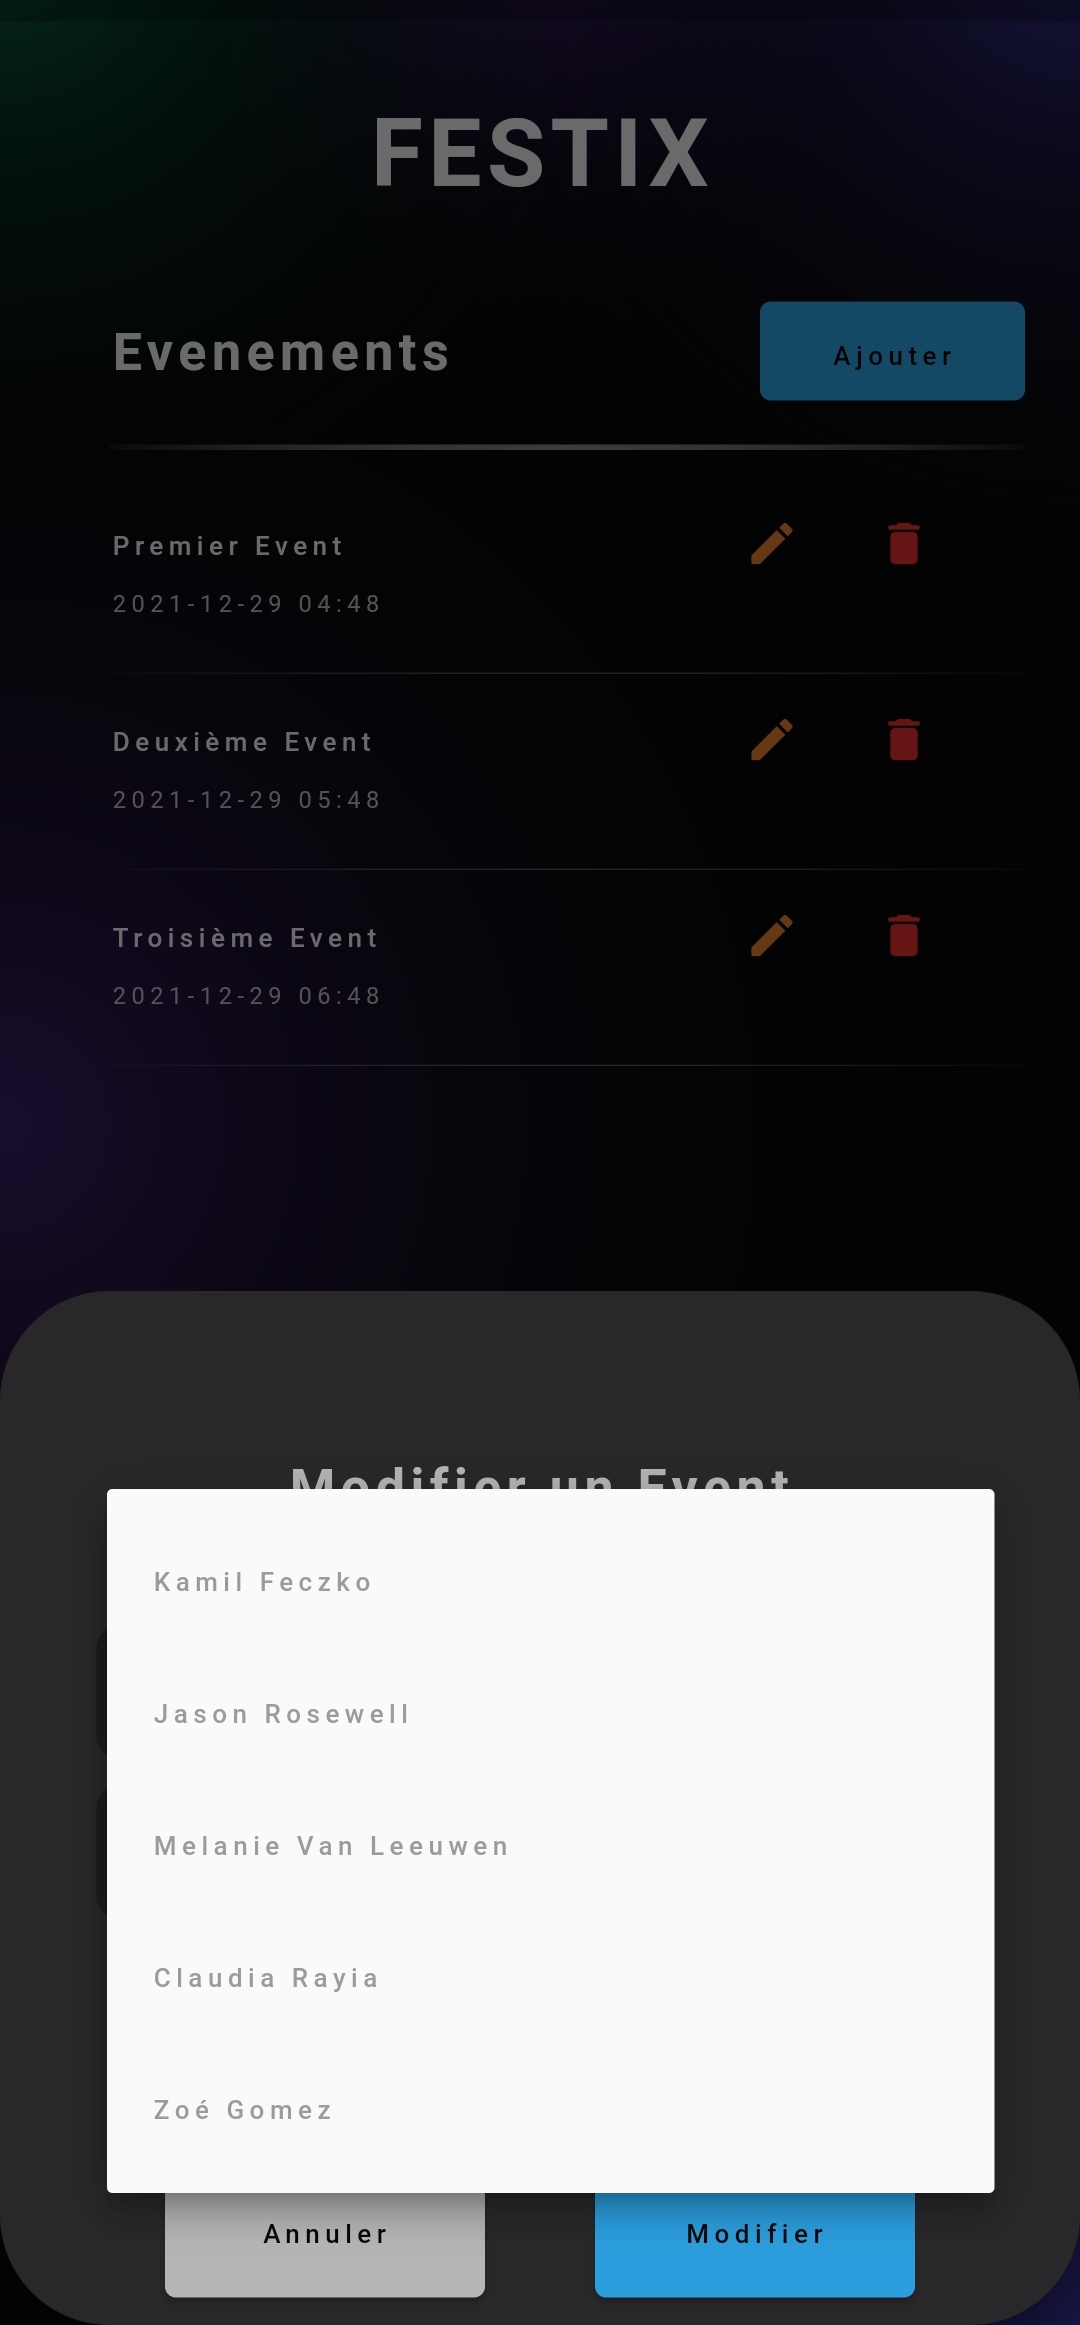 FESTIX
Evenements
Ajouter
Premier Event
2021-12-29 04:48
Deuxième Event
2021-12-29 05:48
Troisième Event
2021-12-29 06:48
Modifier un Event
Kamil Feczko
Jason Rosewell
Melanie Van Leeuwen
Claudia Rayia
Zoé Gomez
Annuler
Modifier